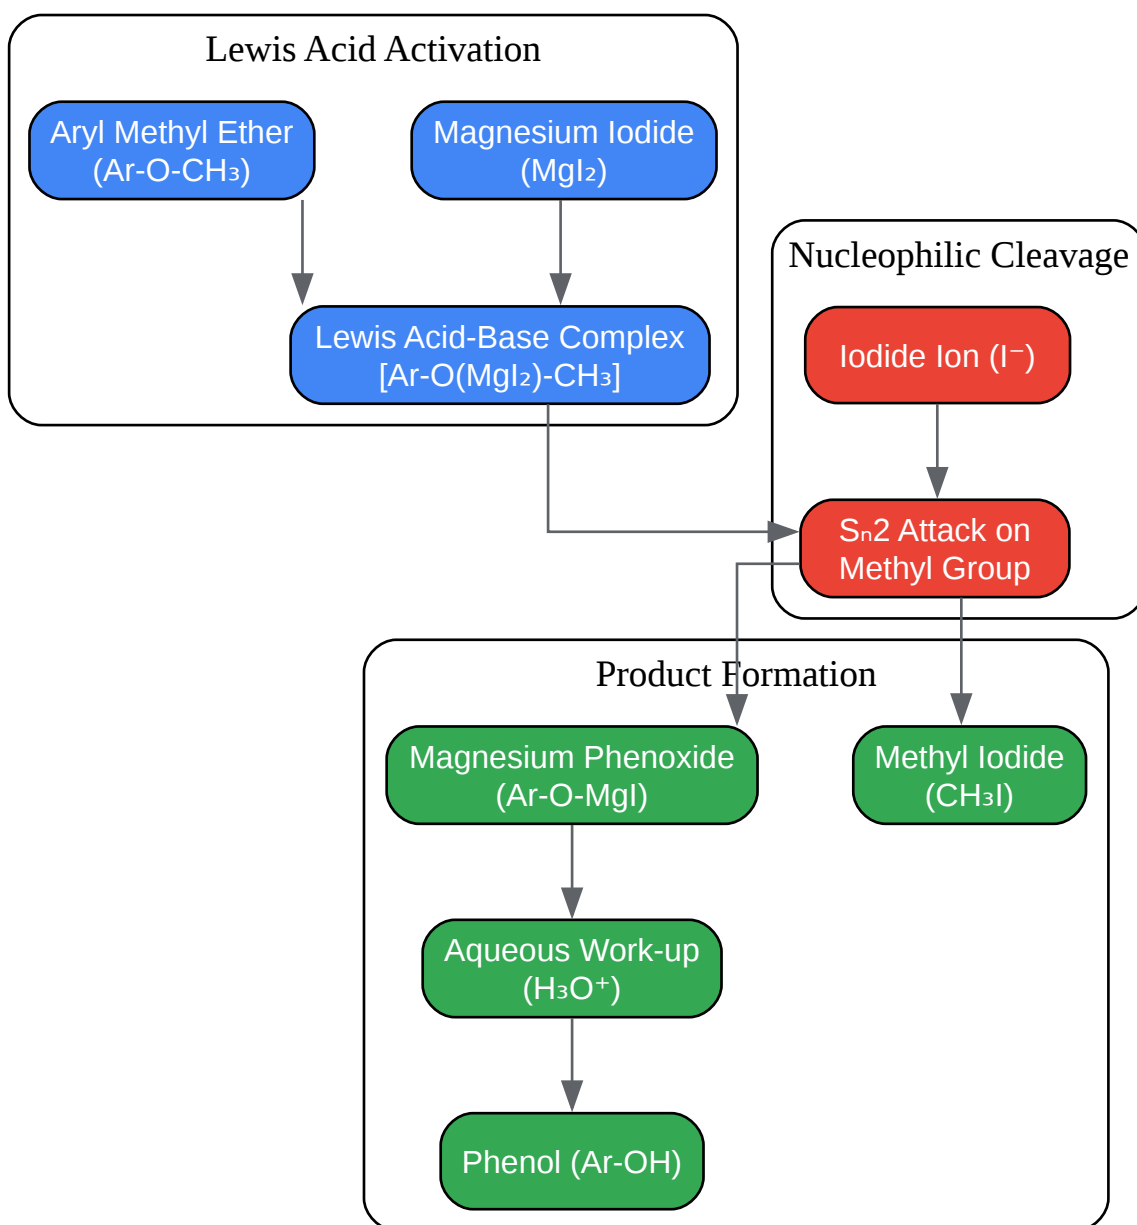 Lewis Acid Activation
Aryl Methyl Ether
(Ar-O-CH₃)
Magnesium Iodide
(MgI₂)
Lewis Acid-Base Complex
[Ar-O(MgI₂)-CH₃]
Nucleophilic Cleavage
Iodide Ion (I⁻)
Sₙ2 Attack on
Methyl Group
Product Formation
Magnesium Phenoxide
(Ar-O-MgI)
Methyl Iodide
(CH₃I)
Aqueous Work-up
(H₃O⁺)
Phenol (Ar-OH)